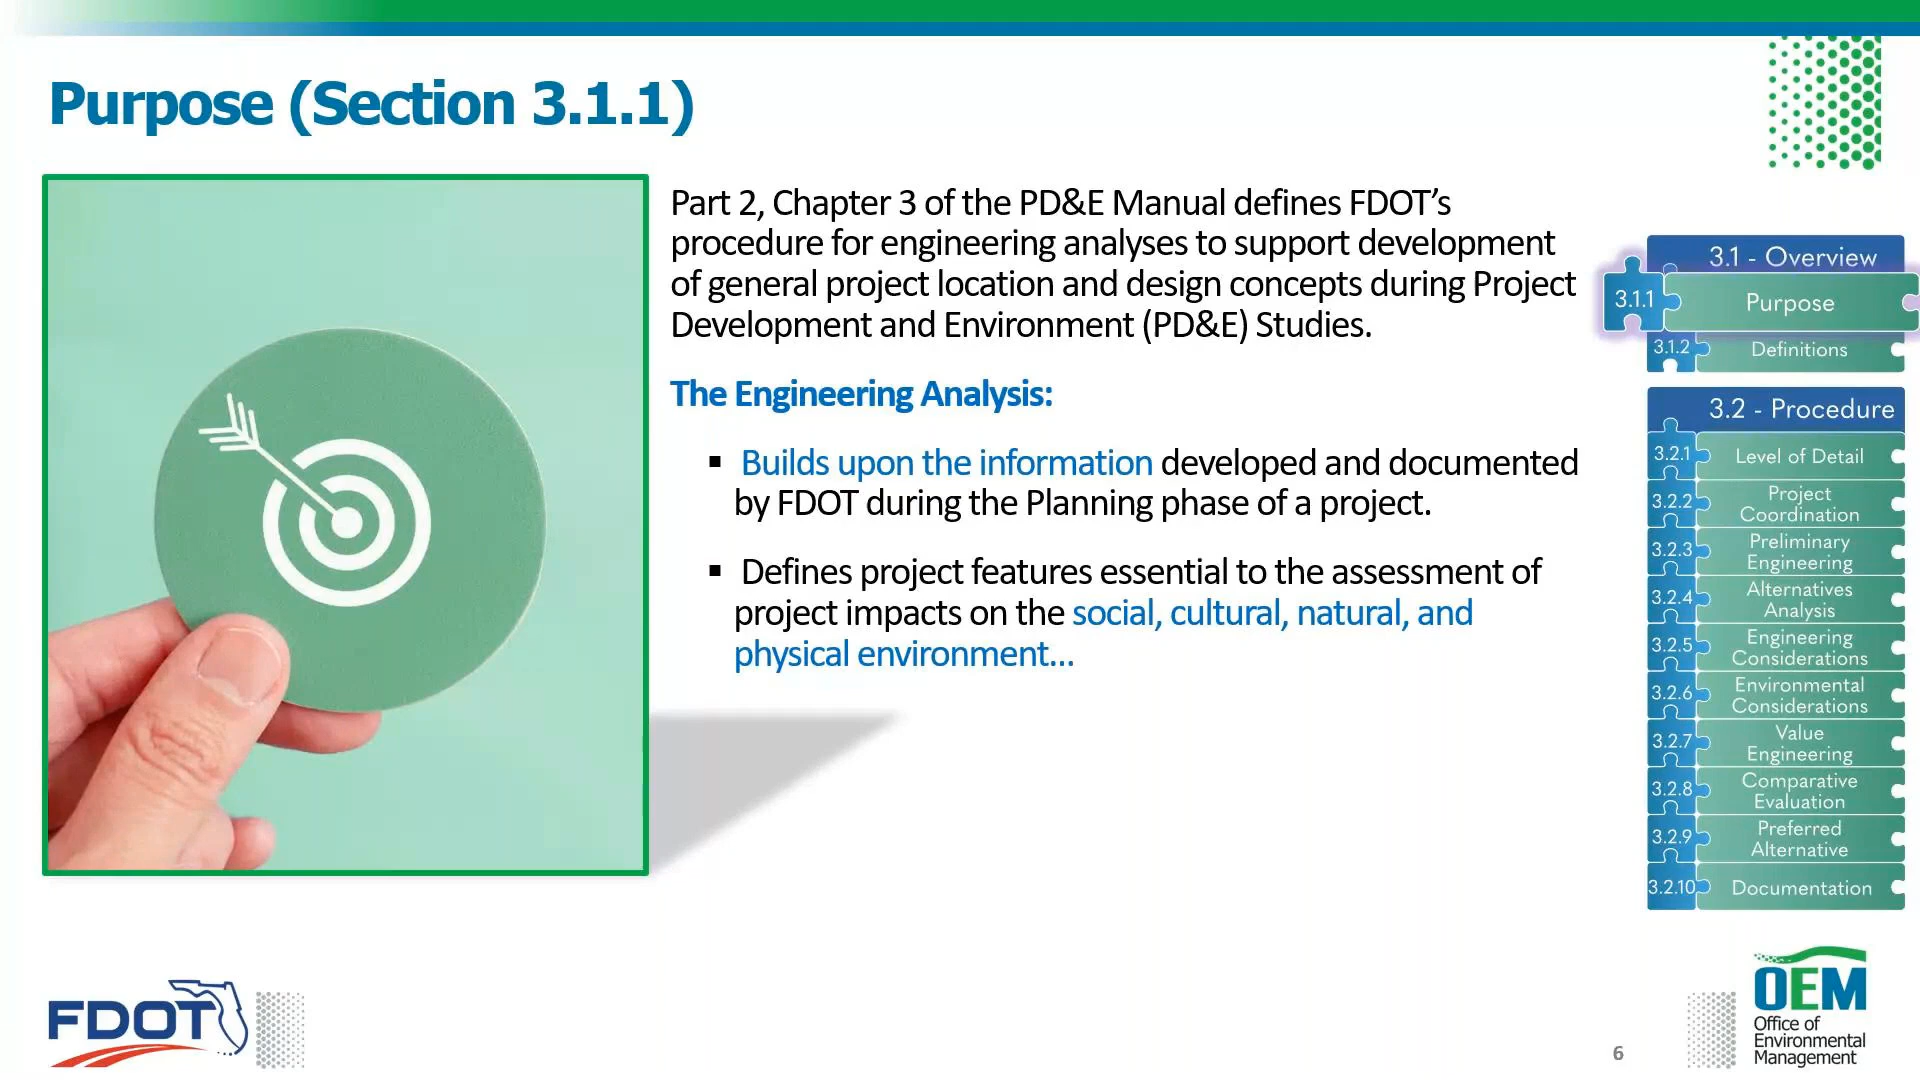 Purpose (Section 3.1.1)
Part 2, Chapter 3 of the PD&E Manual defines FDOT’s
procedure for engineering analyses to support development
of general project location and design concepts during Project
Development and Environment (PD&E) Studies.
The Engineering Analysis:
▪ Builds upon the information developed and documented
by FDOT during the Planning phase of a project.
▪ Defines project features essential to the assessment of
project impacts on the social, cultural, natural, and
physical environment...
3.1 - Overview
3.1.1 Purpose
3.1.2 Definitions
3.2 - Procedure
3.2.1 Level of Detail
3.2.2 Project
Coordination
3.2.3 Preliminary
Engineering
3.2.4 Alternatives
Analysis
3.2.5 Engineering
Considerations
3.2.6 Environmental
Considerations
3.2.7 Value
Engineering
3.2.8 Comparative
Evaluation
3.2.9 Preferred
Alternative
3.2.10 Documentation
FDOT
6
OEM
Office of
Environmental
Management